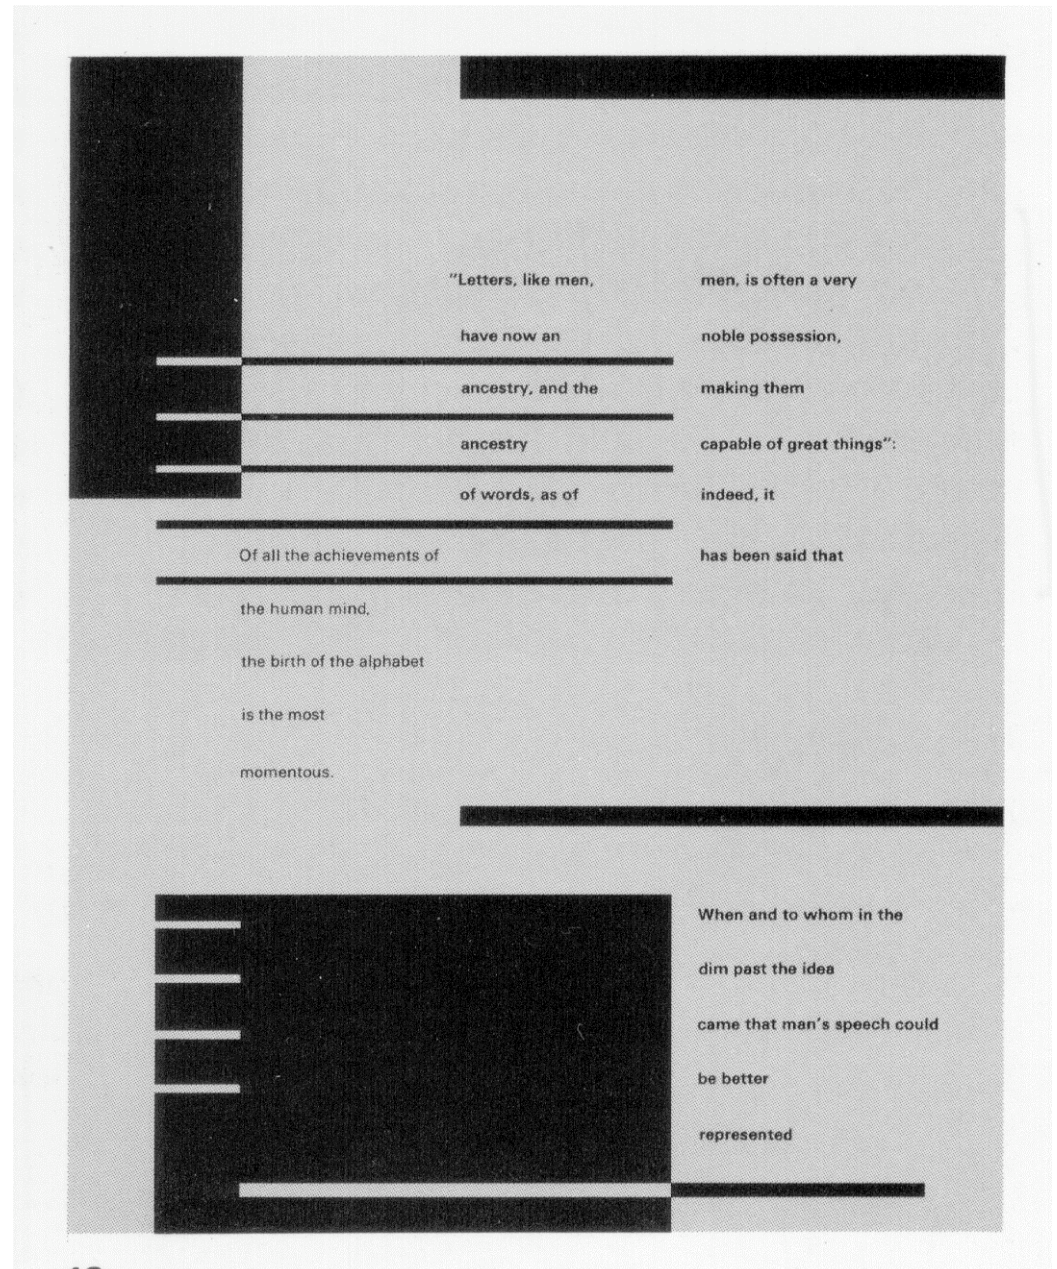 "Letters, like men,
have now an
ancestry, and the
ancestry
of words, as of
men, is often a very
noble possession,
making them
capable of great things":
indeed, it
has been said that
Of all the achievements of
the human mind,
the birth of the alphabet
is the most
momentous.
When and to whom in the
dim past the idea
came that man's speech could
be better
represented